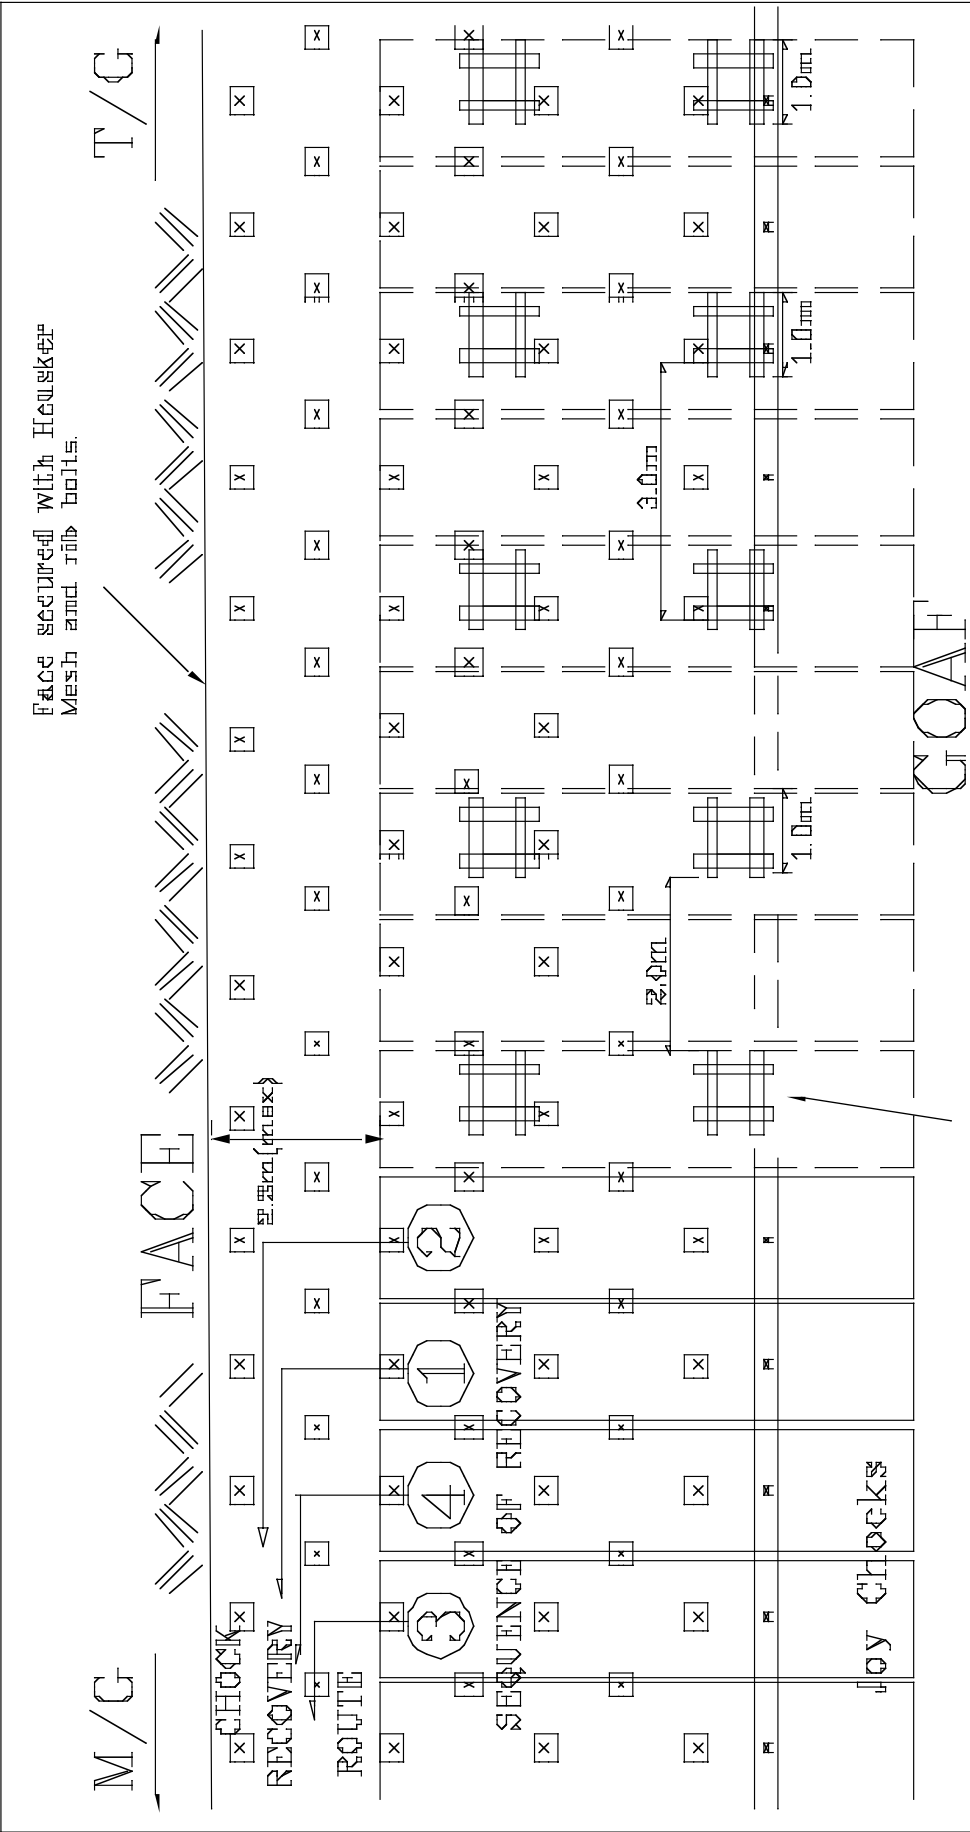 Face secured with Heusker
Mesh and rib bolts.
M/G
FACE
T/G
CHOCK
RECOVERY
ROUTE
2.8m(max)
3
4
1
2
SEQUENCE OF RECOVERY
2.0m
3.0m
1.0m
1.0m
1.0m
Joy Chocks
GOAF